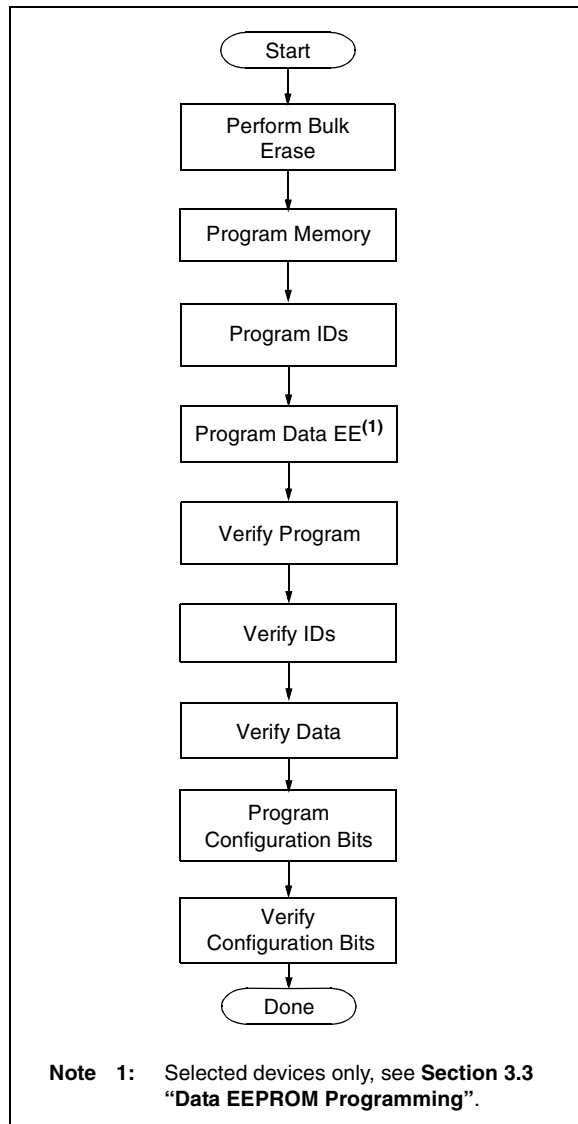 Start
Perform Bulk
Erase
Program Memory
Program IDs
Program Data EE(1)
Verify Program
Verify IDs
Verify Data
Program
Configuration Bits
Verify
Configuration Bits
Done
Note 1: Selected devices only, see Section 3.3
“Data EEPROM Programming”.